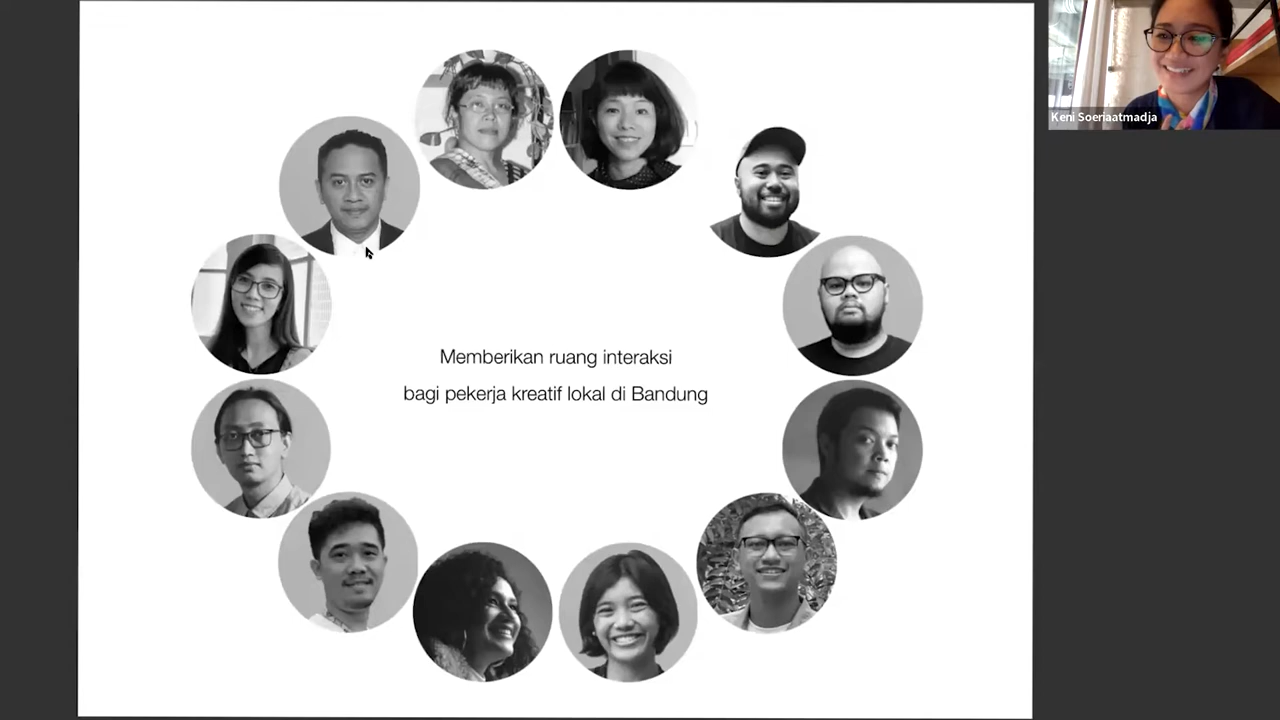 Keni Soeriaatmadja
Memberikan ruang interaksi
bagi pekerja kreatif lokal di Bandung